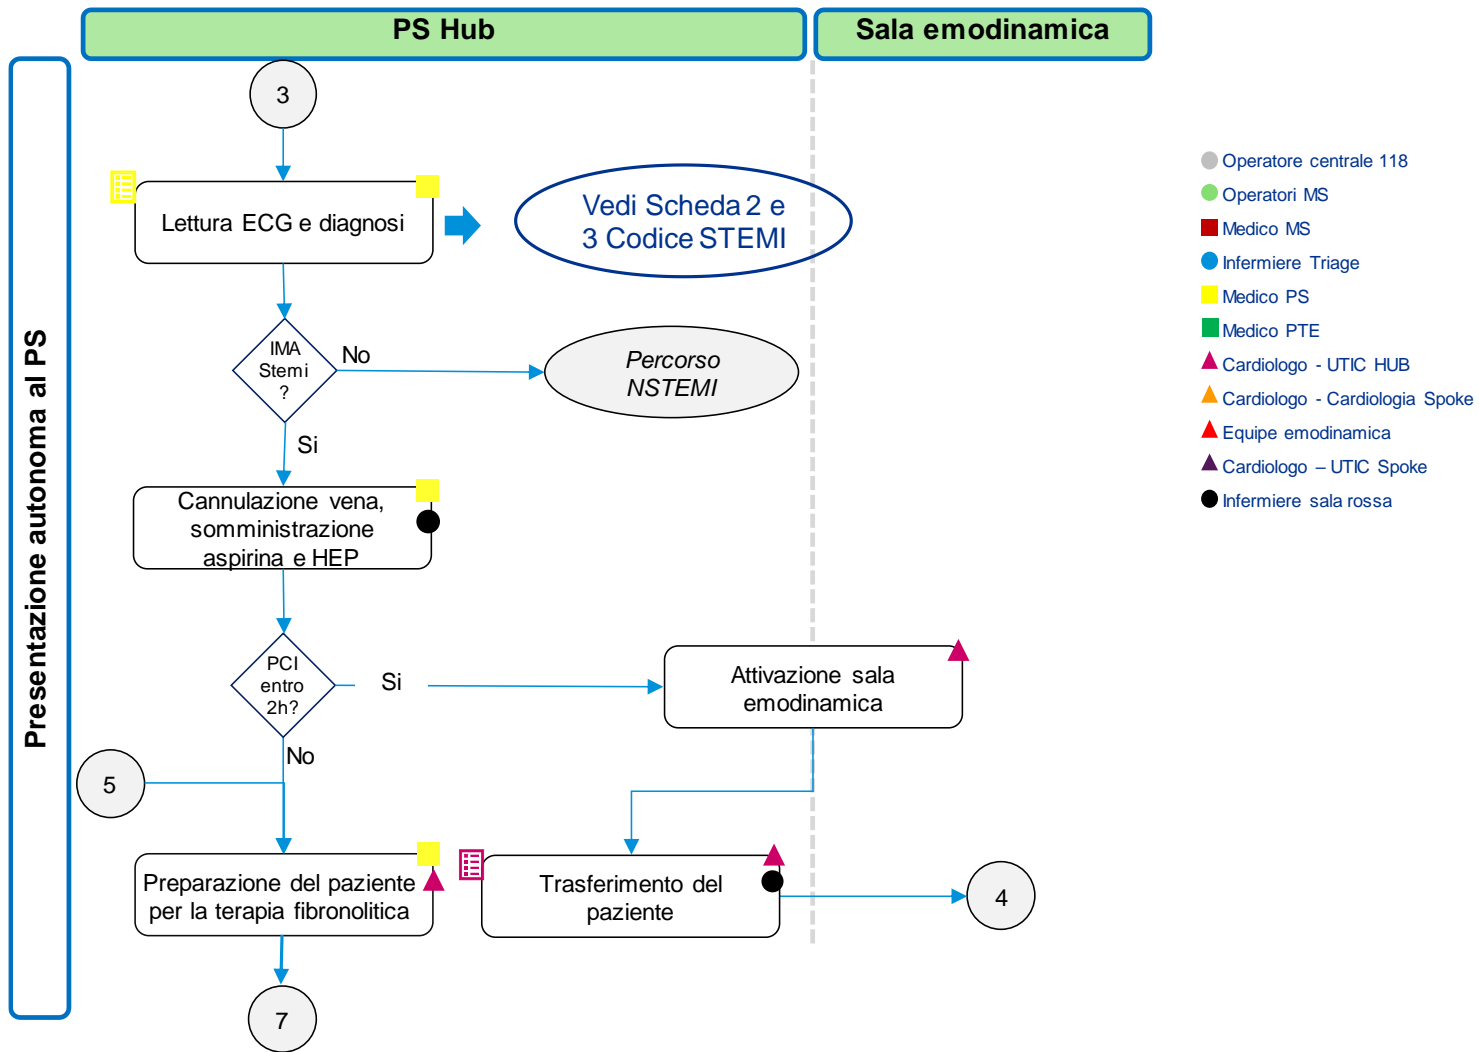 PS Hub
Sala emodinamica
Presentazione autonoma al PS
3
Lettura ECG e diagnosi
Vedi Scheda 2 e
3 Codice STEMI
IMA
Stemi
?
No
Percorso
NSTEMI
Si
Cannulazione vena,
somministrazione
aspirina e HEP
PCI
entro
2h?
Si
Attivazione sala
emodinamica
No
5
Preparazione del paziente
per la terapia fibronolitica
Trasferimento del
paziente
4
7
Operatore centrale 118
Operatori MS
Medico MS
Infermiere Triage
Medico PS
Medico PTE
Cardiologo - UTIC HUB
Cardiologo - Cardiologia Spoke
Equipe emodinamica
Cardiologo – UTIC Spoke
Infermiere sala rossa